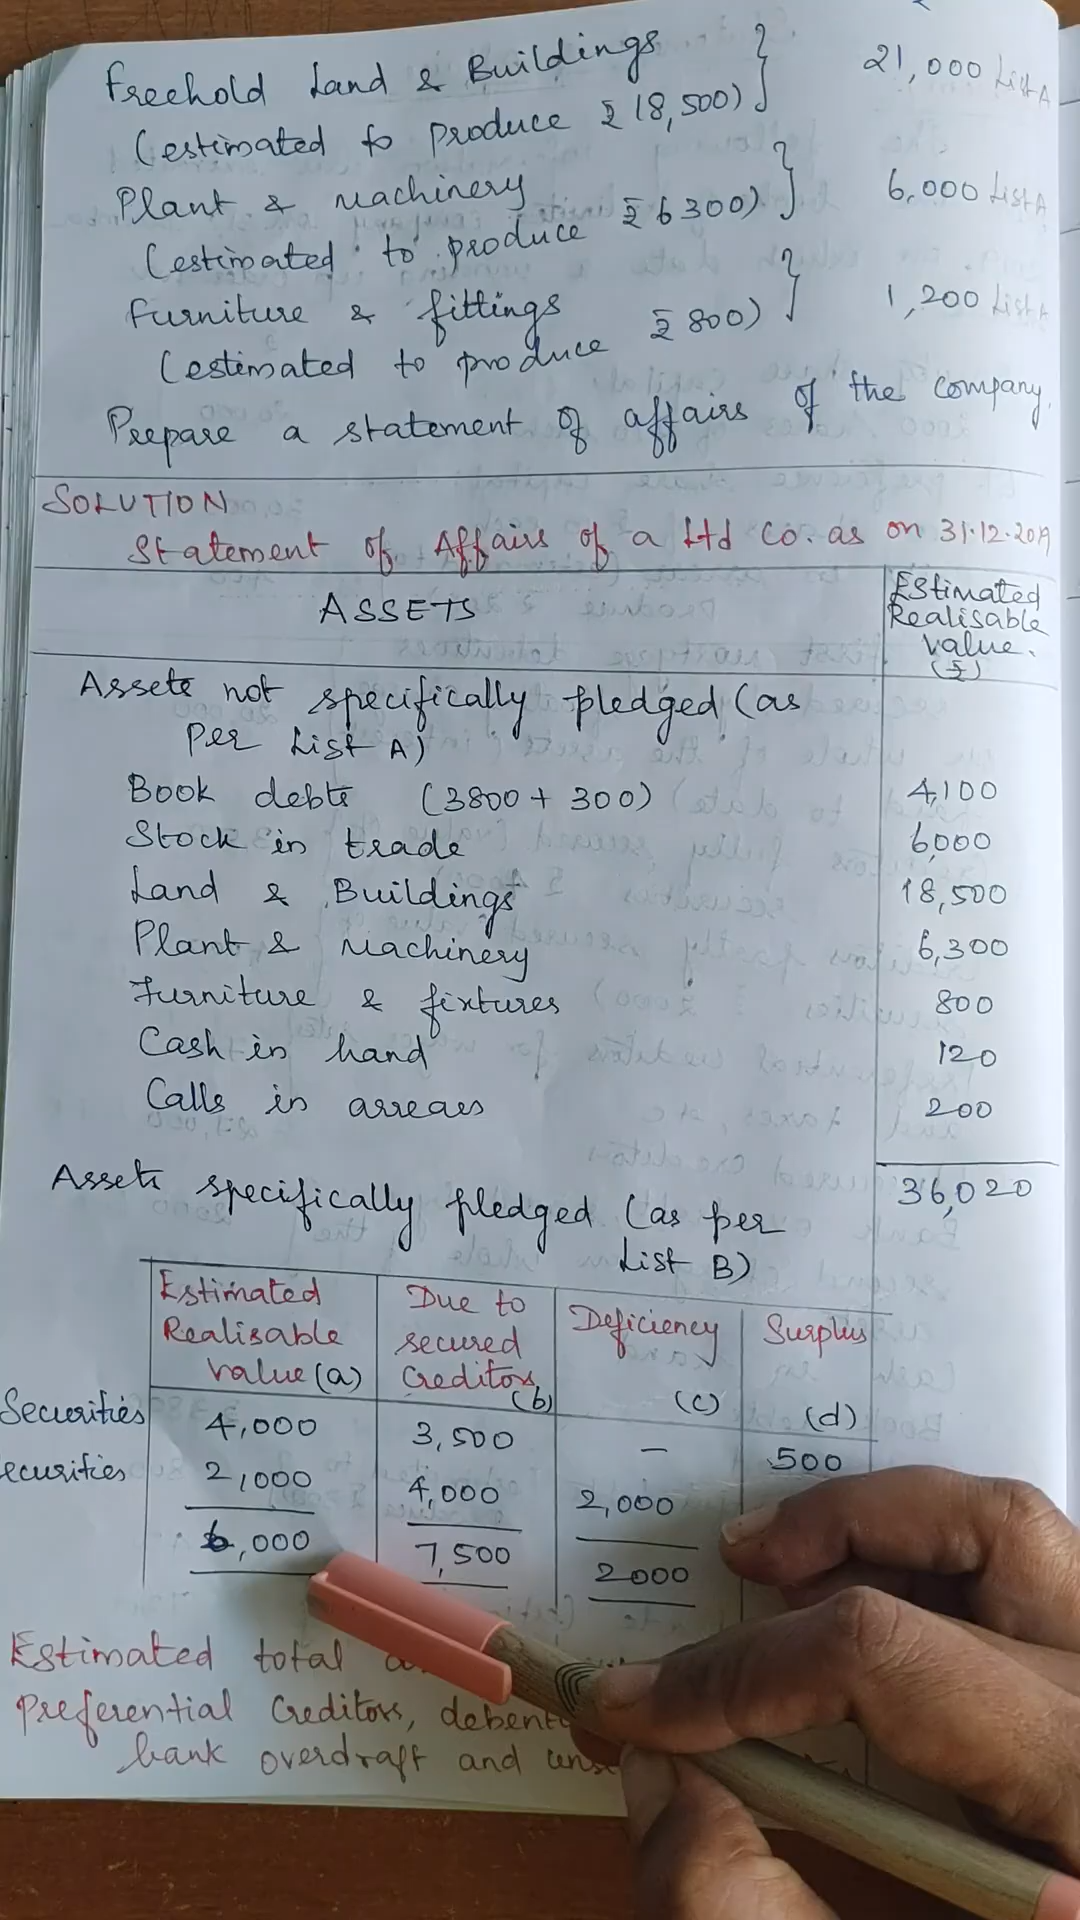 Freehold Land & Buildings
(estimated to produce ₹ 18,500) } 21,000 List A
Plant & Machinery
(estimated to produce ₹ 6300) } 6,000 List A
Furniture & fittings
(estimated to produce ₹ 800) } 1,200 List A
Prepare a statement of affairs of the company.
SOLUTION
Statement of Affairs of a Ltd Co. as on 31.12.2019
ASSETS
Estimated
Realisable
value.
(₹)
Assets not specifically pledged (as
Per List A)
Book debts (3800 + 300) 4,100
Stock in trade 6,000
Land & Buildings 18,500
Plant & Machinery 6,300
Furniture & fixtures 800
Cash in hand 120
Calls in arrears 200
36,020
Assets specifically pledged (as per
List B)
Estimated
Realisable
value (a)
Due to
secured
Creditors
(b)
Deficiency
(c)
Surplus
(d)
Securities 4,000 3,500 – 500
ecurities 2,000 4,000 2,000
6,000 7,500 2000
Estimated total
Preferential Creditors,
bank overdraft and